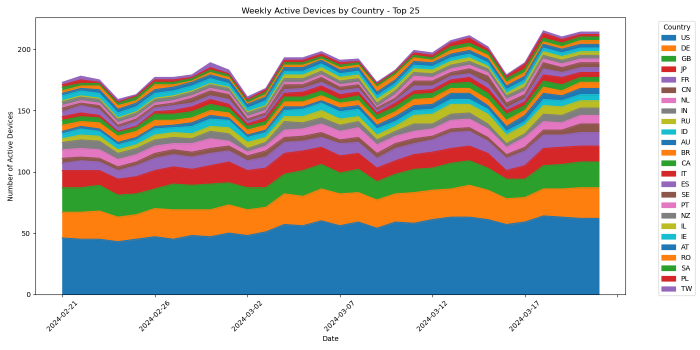 Weekly Active Devices by Country - Top 25
Number of Active Devices
200
150
100
50
0
2024-02-21
2024-02-26
2024-03-02
2024-03-07
2024-03-12
2024-03-17
Date
Country
US
DE
GB
JP
FR
CN
NL
IN
RU
ID
AU
BR
CA
IT
ES
SE
PT
NZ
IL
IE
AT
RO
SA
PL
TW